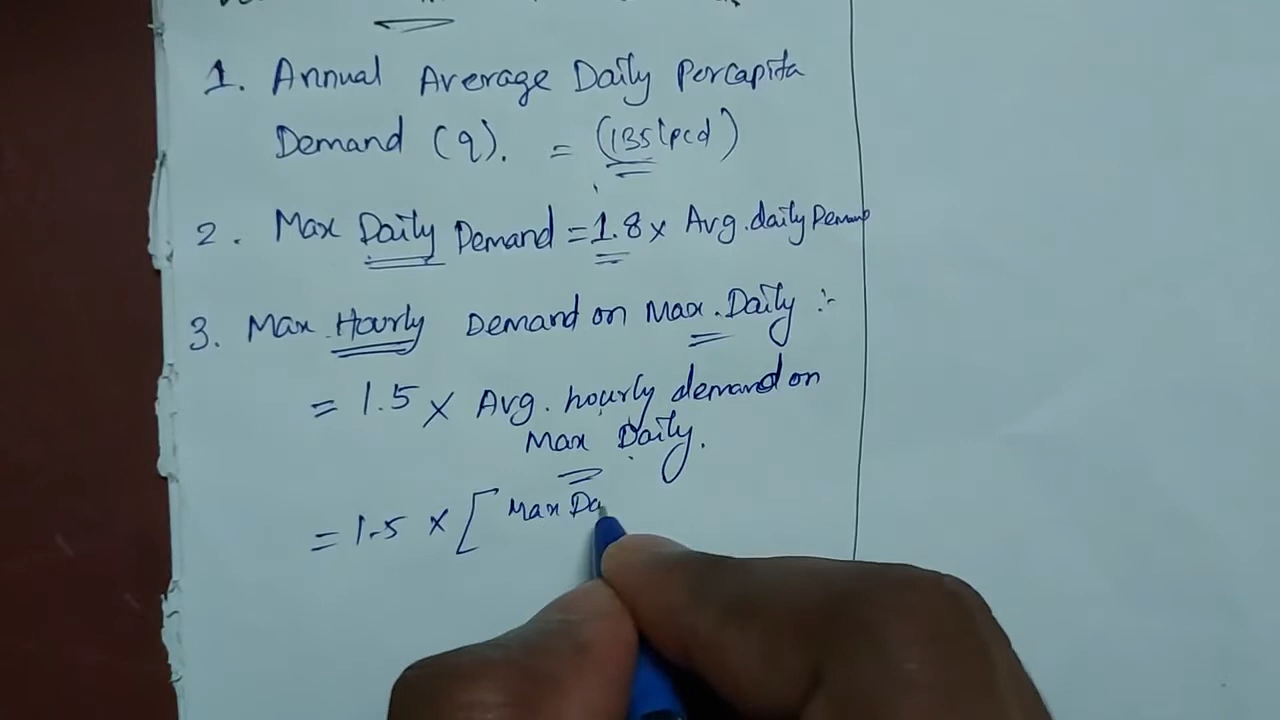 1. Annual Average Daily Percapita
Demand (q). = (135 lpcd)
2. Max Daily Demand = 1.8 x Avg. daily Demand
3. Max. Hourly Demand on Max. Daily :-
= 1.5 x Avg. hourly demand on
Max Daily.
= 1.5 x [ Max Da